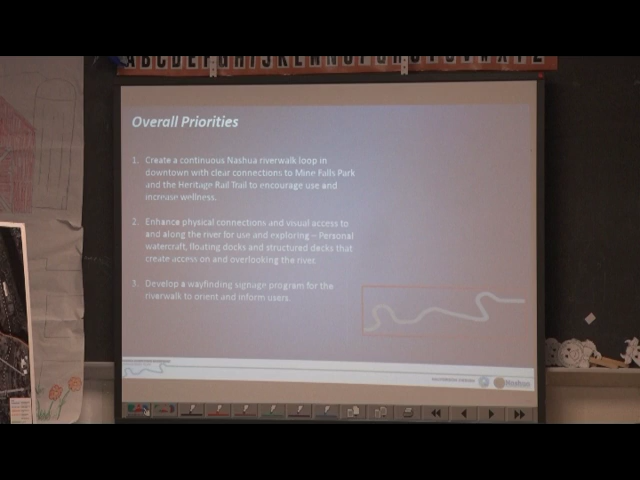 Overall Priorities
1. Create a continuous Nashua riverwalk loop in
downtown with clear connections to Mine Falls Park
and the Heritage Rail Trail to encourage use and
increase wellness.
2. Enhance physical connections and visual access to
and along the river for use and exploring – Personal
watercraft, floating docks and structured decks that
create access on and overlooking the river.
3. Develop a wayfinding signage program for the
riverwalk to orient and inform users.
Nashua